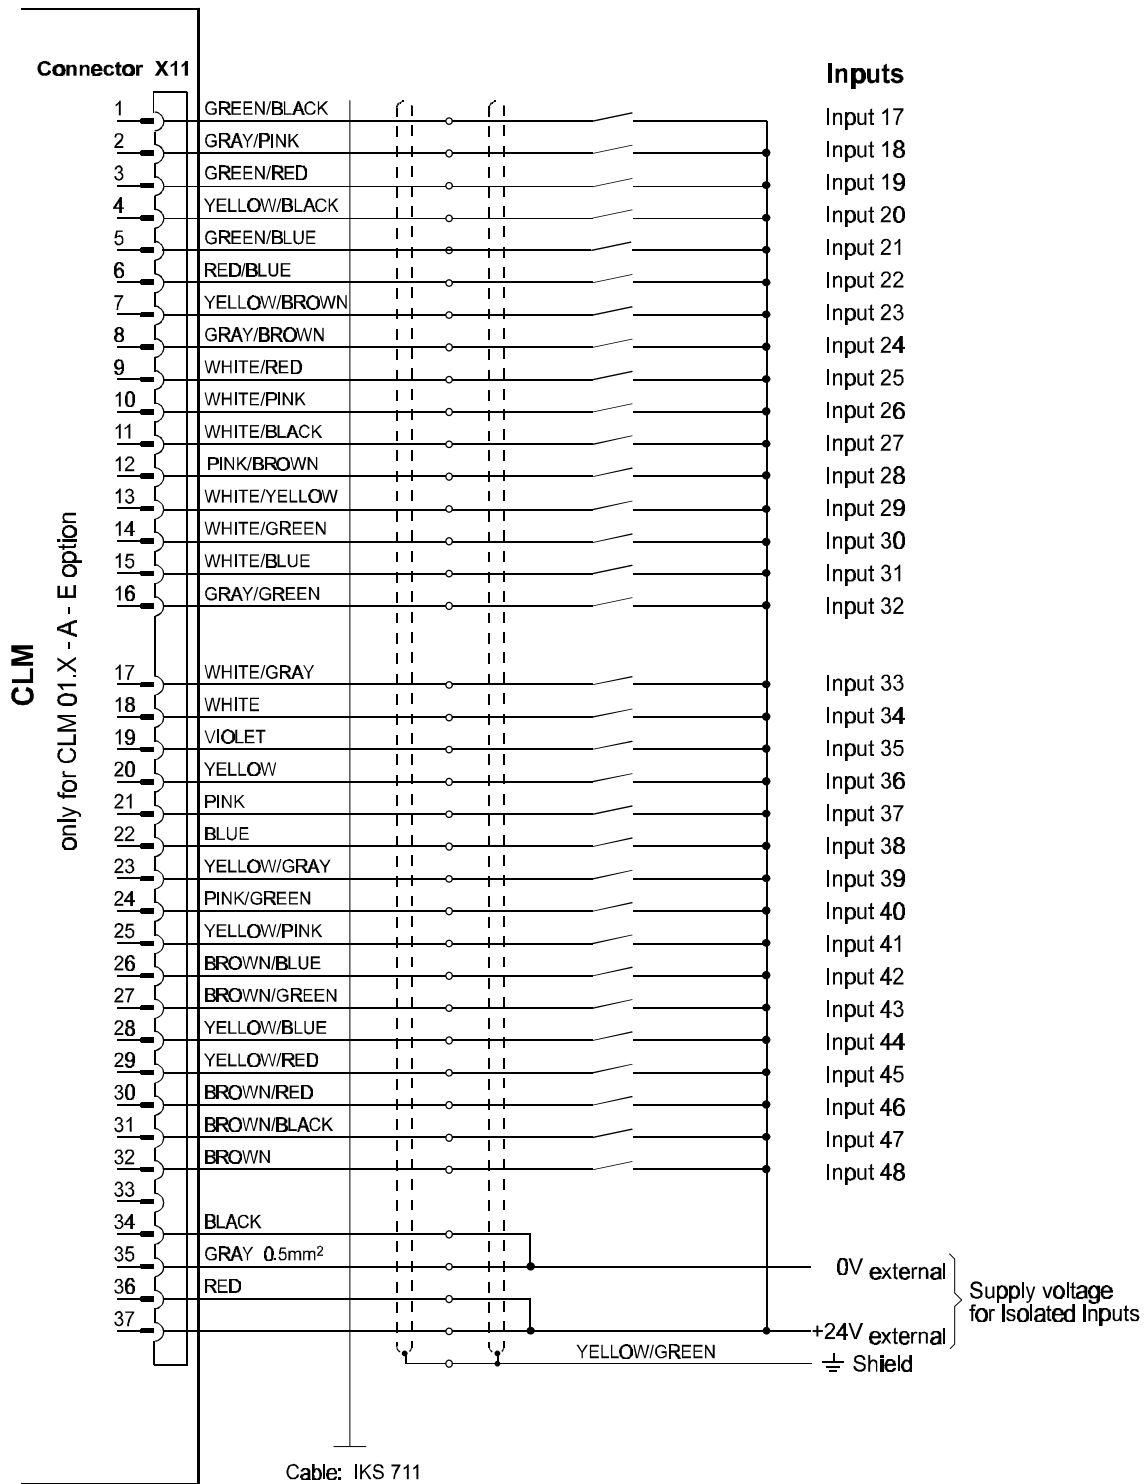 Connector X11
Inputs
1 GREEN/BLACK Input 17
2 GRAY/PINK Input 18
3 GREEN/RED Input 19
4 YELLOW/BLACK Input 20
5 GREEN/BLUE Input 21
6 RED/BLUE Input 22
7 YELLOW/BROWN Input 23
8 GRAY/BROWN Input 24
9 WHITE/RED Input 25
10 WHITE/PINK Input 26
11 WHITE/BLACK Input 27
12 PINK/BROWN Input 28
13 WHITE/YELLOW Input 29
14 WHITE/GREEN Input 30
15 WHITE/BLUE Input 31
16 GRAY/GREEN Input 32
CLM
only for CLM 01.X - A - E option
17 WHITE/GRAY Input 33
18 WHITE Input 34
19 VIOLET Input 35
20 YELLOW Input 36
21 PINK Input 37
22 BLUE Input 38
23 YELLOW/GRAY Input 39
24 PINK/GREEN Input 40
25 YELLOW/PINK Input 41
26 BROWN/BLUE Input 42
27 BROWN/GREEN Input 43
28 YELLOW/BLUE Input 44
29 YELLOW/RED Input 45
30 BROWN/RED Input 46
31 BROWN/BLACK Input 47
32 BROWN Input 48
33
34 BLACK
35 GRAY 0.5mm² 0V external
36 RED
37 +24V external
Supply voltage
for Isolated Inputs
YELLOW/GREEN Shield
Cable: IKS 711